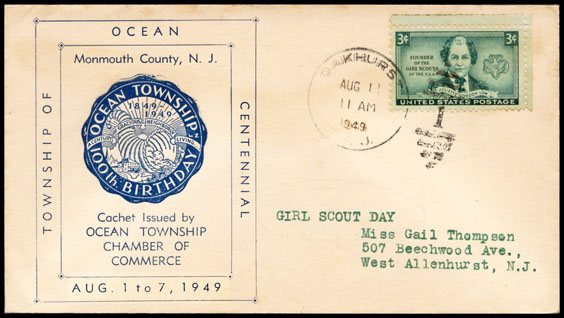 OCEAN
TOWNSHIP OF
CENTENNIAL
Monmouth County, N. J.
OCEAN TOWNSHIP
1849
1949
100th. BIRTHDAY
Cachet Issued by
OCEAN TOWNSHIP
CHAMBER OF
COMMERCE
AUG. 1 to 7, 1949
OAKHURST
AUG 11
11 AM
1949
J.
3¢
3¢
FOUNDER
OF THE
GIRL SCOUTS
OF THE U.S.A.
UNITED STATES POSTAGE
GIRL SCOUT DAY
Miss Gail Thompson
507 Beechwood Ave.,
West Allenhurst, N.J.